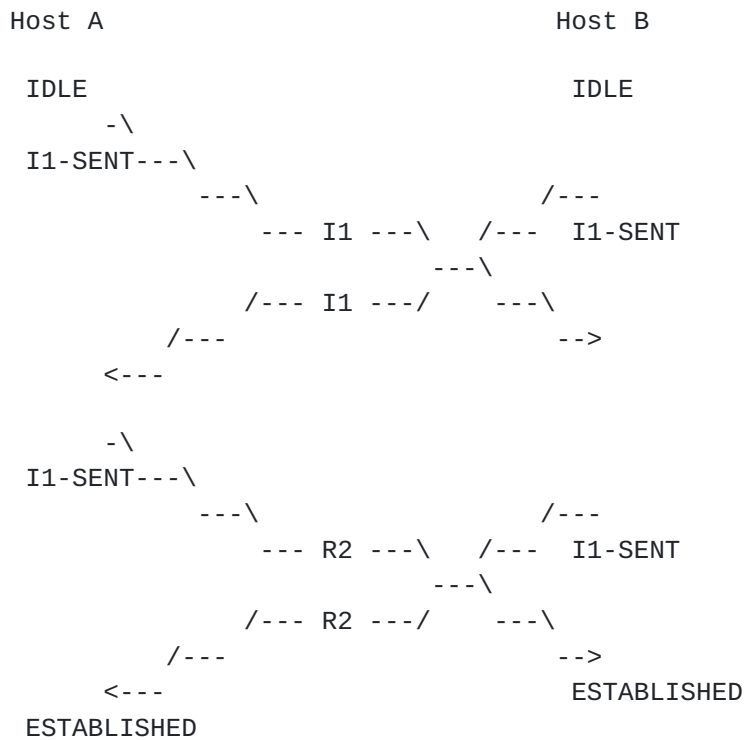 Host A                                  Host B

 IDLE                                    IDLE
      -\
 I1-SENT---\
            ---\                       /---
                --- I1 ---\   /---  I1-SENT
                           ---\
               /--- I1 ---/    ---\
          /---                     -->
      <---

      -\
 I1-SENT---\
            ---\                       /---
                --- R2 ---\   /---  I1-SENT
                           ---\
               /--- R2 ---/    ---\
          /---                     -->
      <---                          ESTABLISHED
 ESTABLISHED